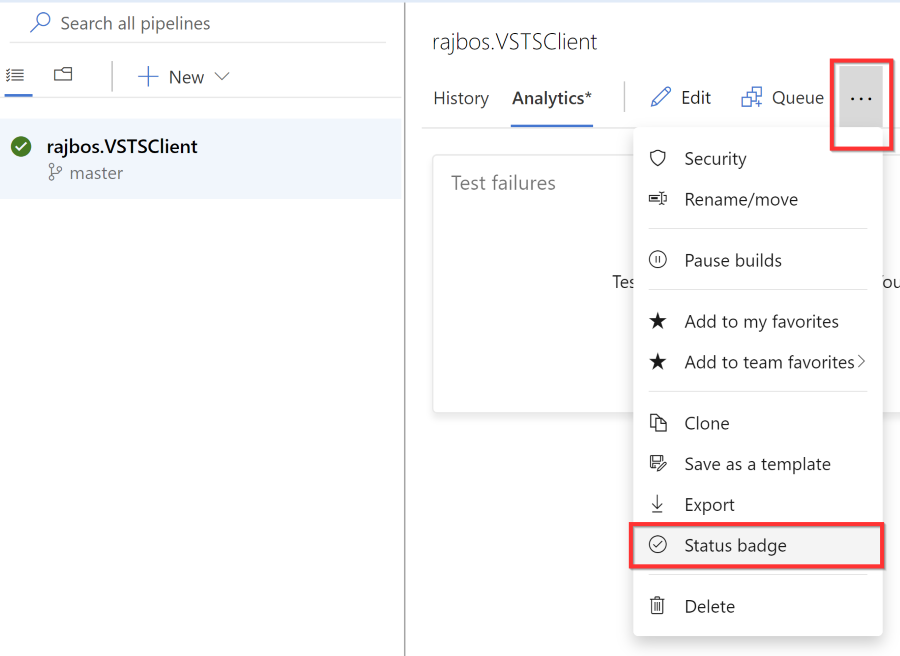 Search all pipelines
New
rajbos.VSTSClient
master
rajbos.VSTSClient
History Analytics* Edit Queue ...
Test failures
Security
Rename/move
Pause builds
Add to my favorites
Add to team favorites
Clone
Save as a template
Export
Status badge
Delete